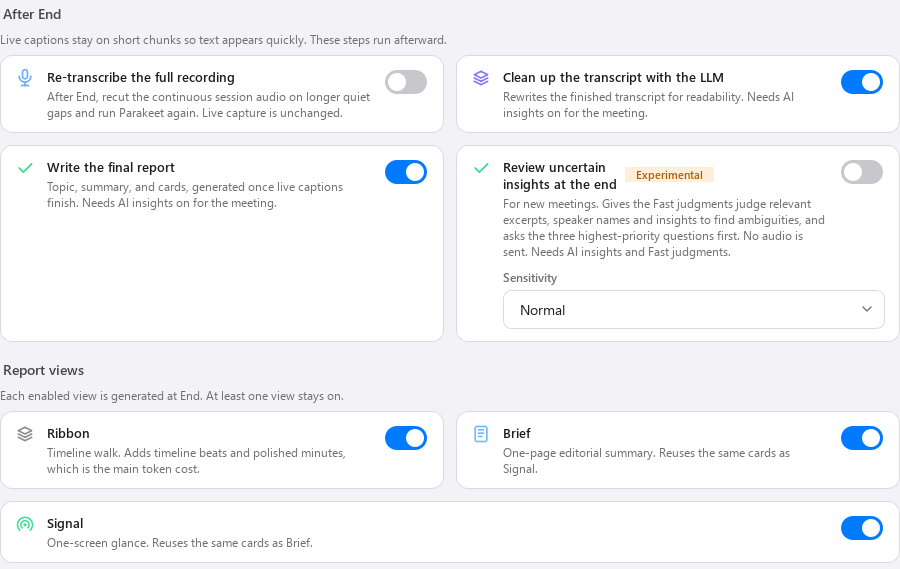 After End
Live captions stay on short chunks so text appears quickly. These steps run afterward.
Re-transcribe the full recording
After End, recut the continuous session audio on longer quiet
gaps and run Parakeet again. Live capture is unchanged.
Clean up the transcript with the LLM
Rewrites the finished transcript for readability. Needs AI
insights on for the meeting.
Write the final report
Topic, summary, and cards, generated once live captions
finish. Needs AI insights on for the meeting.
Review uncertain
insights at the end
Experimental
For new meetings. Gives the Fast judgments judge relevant
excerpts, speaker names and insights to find ambiguities, and
asks the three highest-priority questions first. No audio is
sent. Needs AI insights and Fast judgments.
Sensitivity
Normal
Report views
Each enabled view is generated at End. At least one view stays on.
Ribbon
Timeline walk. Adds timeline beats and polished minutes,
which is the main token cost.
Brief
One-page editorial summary. Reuses the same cards as
Signal.
Signal
One-screen glance. Reuses the same cards as Brief.